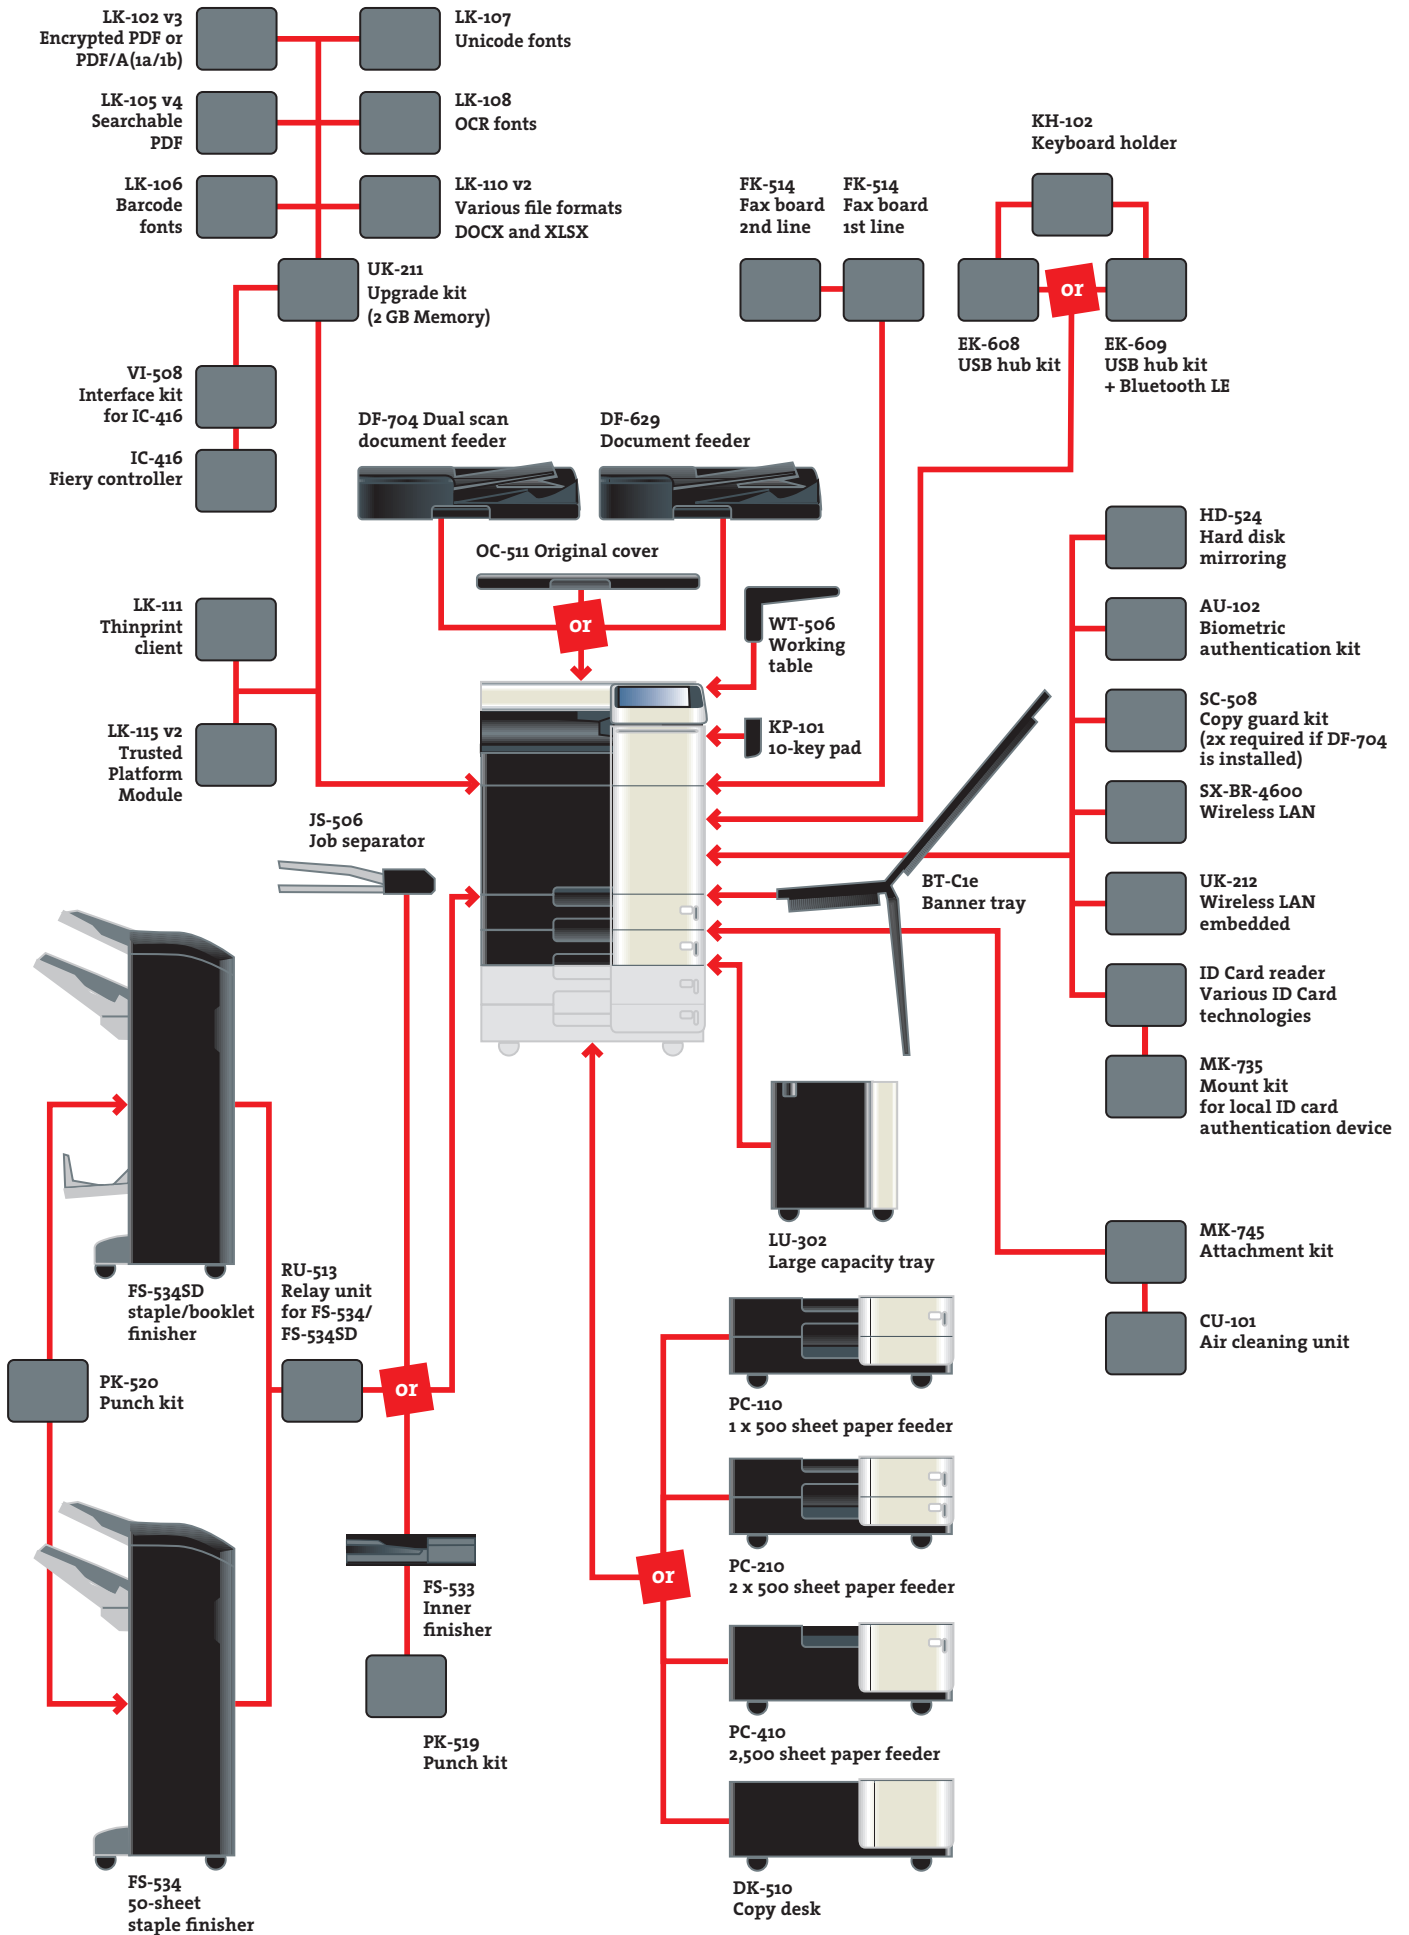 LK-102 v3
Encrypted PDF or
PDF/A(1a/1b)
LK-107
Unicode fonts
LK-105 v4
Searchable
PDF
LK-108
OCR fonts
LK-106
Barcode
fonts
LK-110 v2
Various file formats
DOCX and XLSX
UK-211
Upgrade kit
(2 GB Memory)
VI-508
Interface kit
for IC-416
IC-416
Fiery controller
FK-514
Fax board
2nd line
FK-514
Fax board
1st line
KH-102
Keyboard holder
or
EK-608
USB hub kit
EK-609
USB hub kit
+ Bluetooth LE
DF-704 Dual scan
document feeder
DF-629
Document feeder
OC-511 Original cover
or
WT-506
Working
table
KP-101
10-key pad
LK-111
Thinprint
client
LK-115 v2
Trusted
Platform
Module
HD-524
Hard disk
mirroring
AU-102
Biometric
authentication kit
SC-508
Copy guard kit
(2x required if DF-704
is installed)
SX-BR-4600
Wireless LAN
UK-212
Wireless LAN
embedded
ID Card reader
Various ID Card
technologies
MK-735
Mount kit
for local ID card
authentication device
JS-506
Job separator
BT-C1e
Banner tray
LU-302
Large capacity tray
MK-745
Attachment kit
CU-101
Air cleaning unit
FS-534SD
staple/booklet
finisher
RU-513
Relay unit
for FS-534/
FS-534SD
PK-520
Punch kit
or
PC-110
1 x 500 sheet paper feeder
PC-210
2 x 500 sheet paper feeder
or
FS-533
Inner
finisher
PK-519
Punch kit
PC-410
2,500 sheet paper feeder
DK-510
Copy desk
FS-534
50-sheet
staple finisher